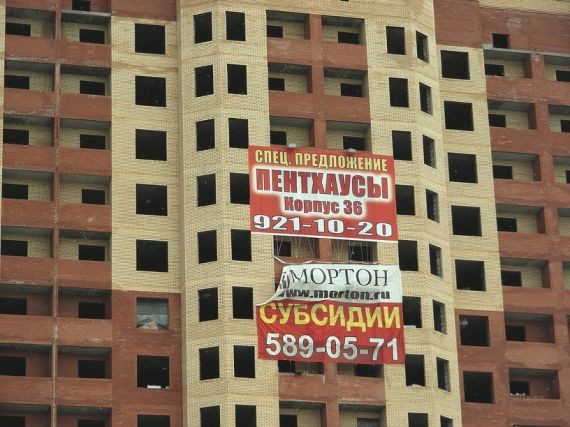 СПЕЦ. ПРЕДЛОЖЕНИЕ
ПЕНТХАУСЫ
Корпус 36
921-10-20
МОРТОН
www.morton.ru
СУБСИДИИ
589-05-71